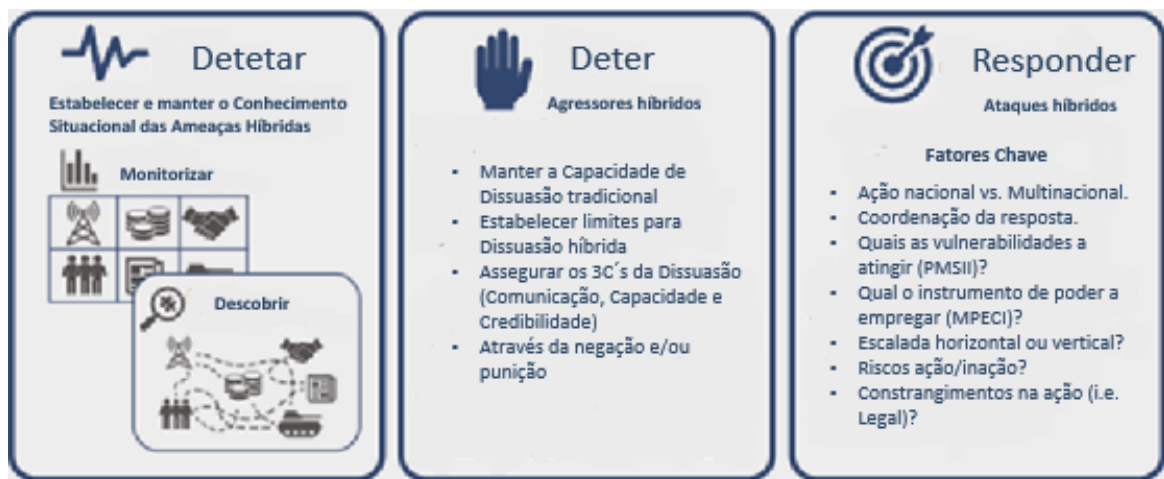 Detetar
Estabelecer e manter o Conhecimento
Situacional das Ameaças Híbridas
Monitorizar
Descobrir
Deter
Agressores híbridos
▪ Manter a Capacidade de
Dissuasão tradicional
▪ Estabelecer limites para
Dissuasão híbrida
▪ Assegurar os 3C´s da Dissuasão
(Comunicação, Capacidade e
Credibilidade)
▪ Através da negação e/ou
punição
Responder
Ataques híbridos
Fatores Chave
▪ Ação nacional vs. Multinacional.
▪ Coordenação da resposta.
▪ Quais as vulnerabilidades a
atingir (PMSII)?
▪ Qual o instrumento de poder a
empregar (MPECI)?
▪ Escalada horizontal ou vertical?
▪ Riscos ação/inação?
▪ Constrangimentos na ação (i.e.
Legal)?